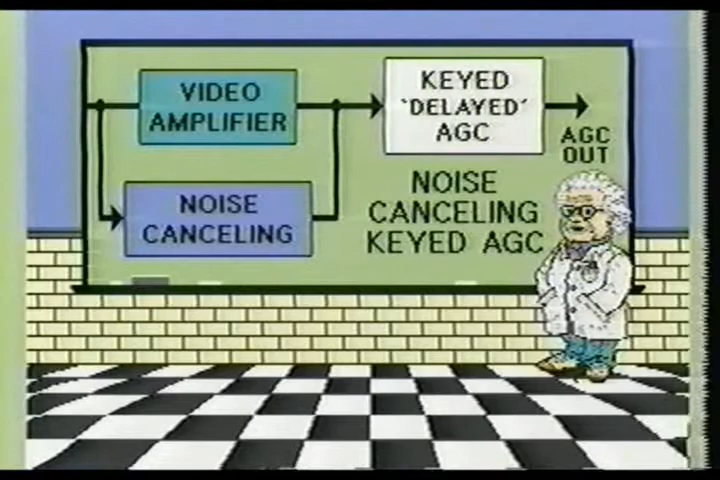 VIDEO
AMPLIFIER
KEYED
'DELAYED'
AGC
AGC
OUT
NOISE
CANCELING
NOISE
CANCELING
KEYED AGC